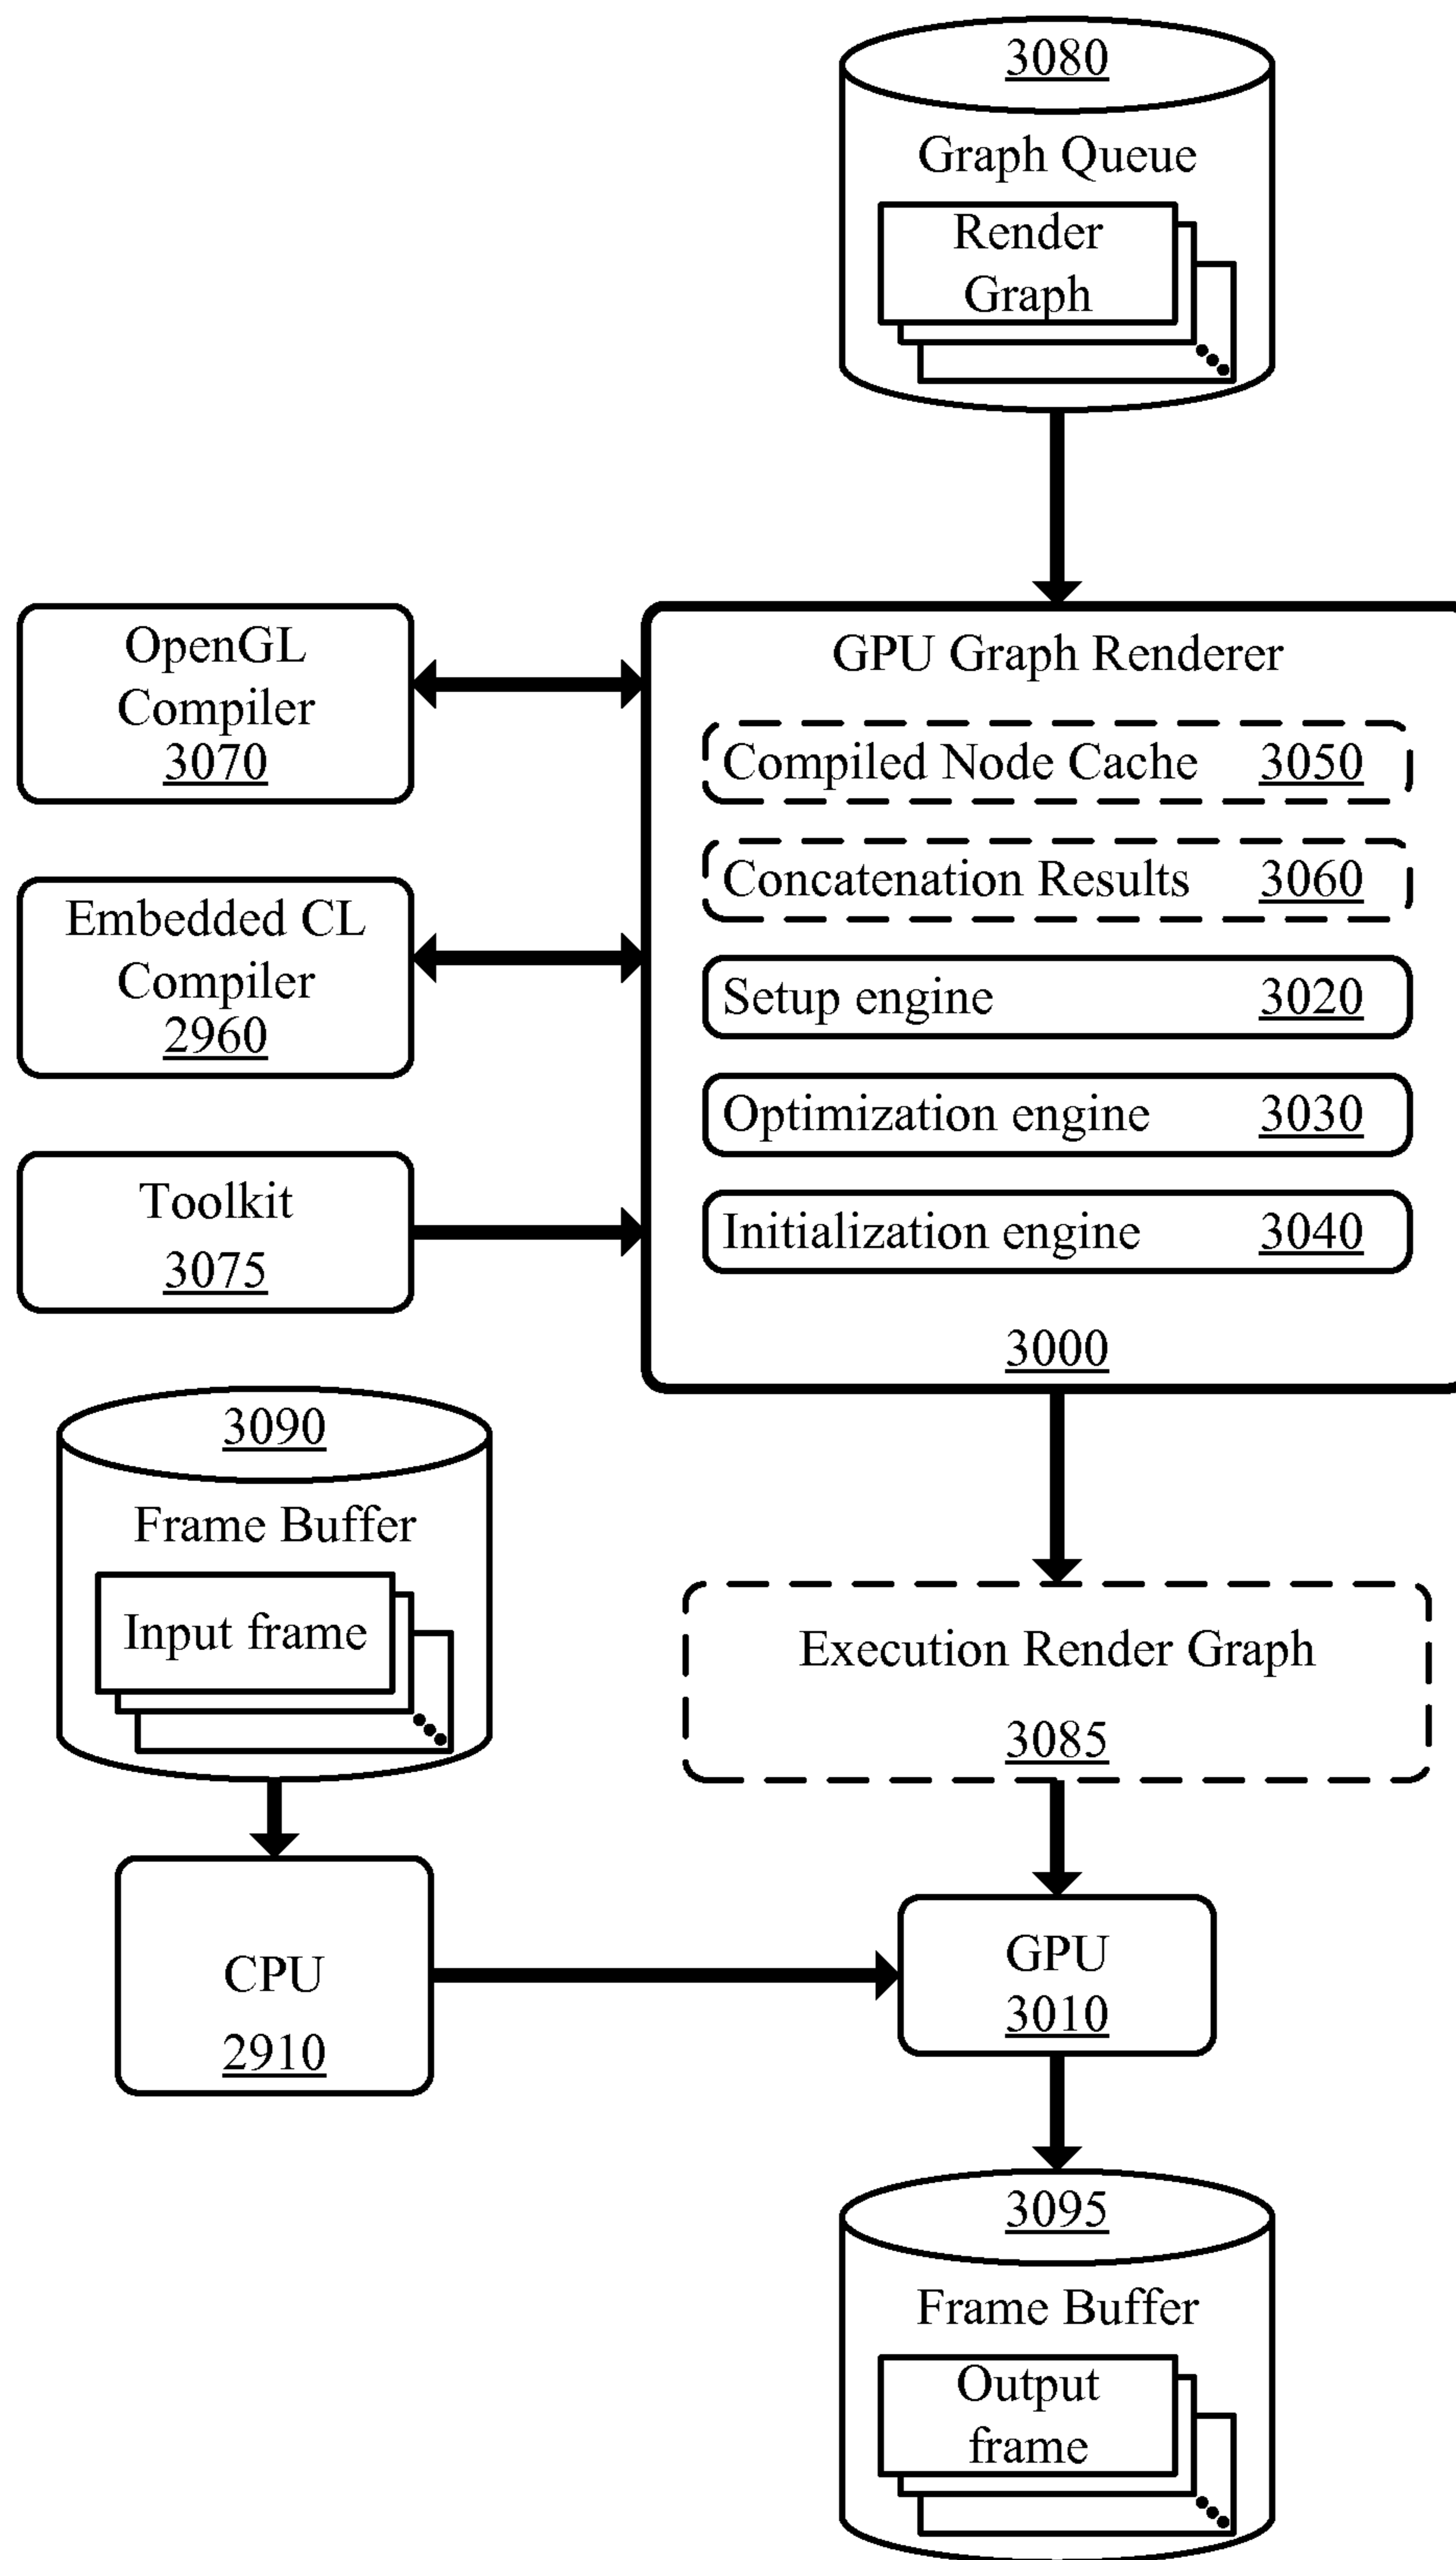 3080
Graph Queue
Render
Graph
OpenGL
Compiler
3070
Embedded CL
Compiler
2960
Toolkit
3075
GPU Graph Renderer
Compiled Node Cache 3050
Concatenation Results 3060
Setup engine 3020
Optimization engine 3030
Initialization engine 3040
3000
3090
Frame Buffer
Input frame
Execution Render Graph
3085
CPU
2910
GPU
3010
3095
Frame Buffer
Output
frame